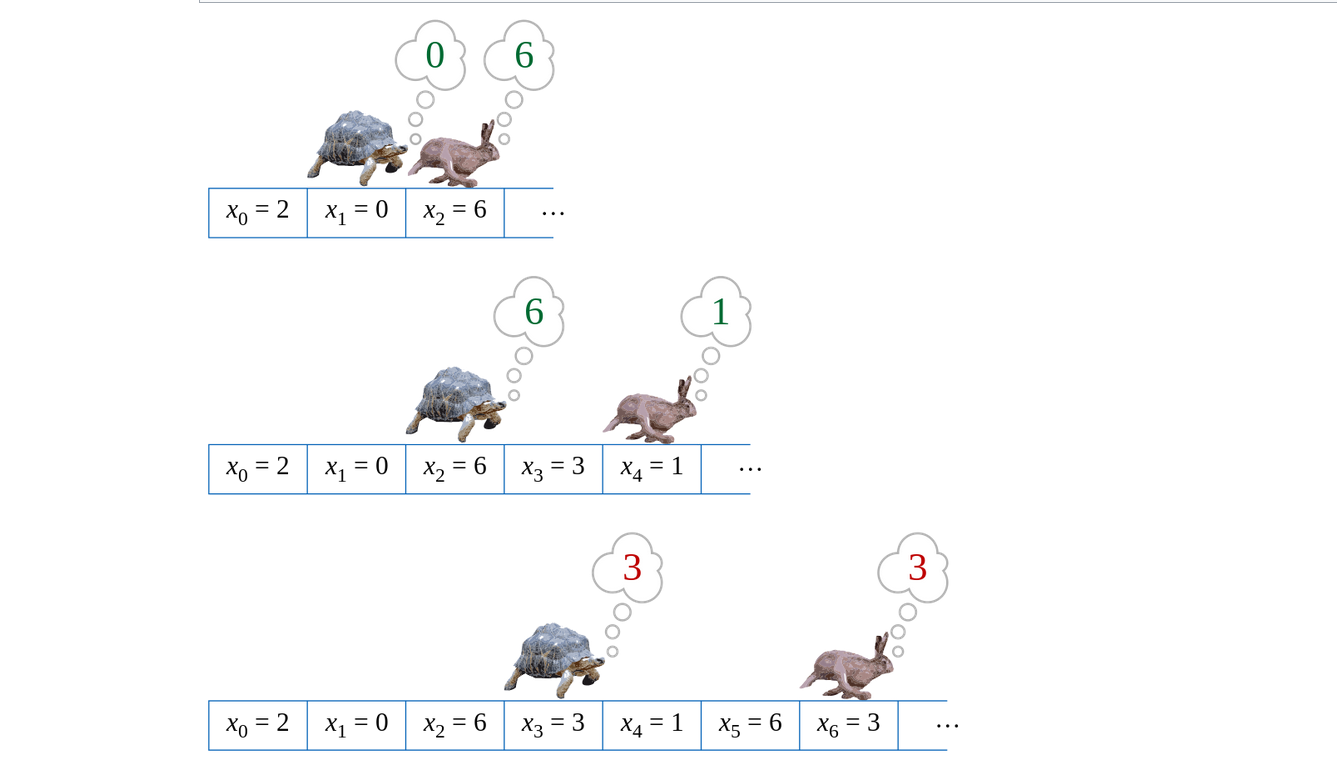 0 6
x₀ = 2 x₁ = 0 x₂ = 6 …
6 1
x₀ = 2 x₁ = 0 x₂ = 6 x₃ = 3 x₄ = 1 …
3 3
x₀ = 2 x₁ = 0 x₂ = 6 x₃ = 3 x₄ = 1 x₅ = 6 x₆ = 3 …